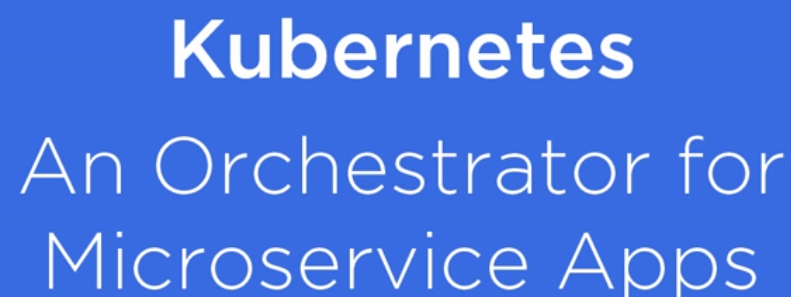 Kubernetes
An Orchestrator for
Microservice Apps